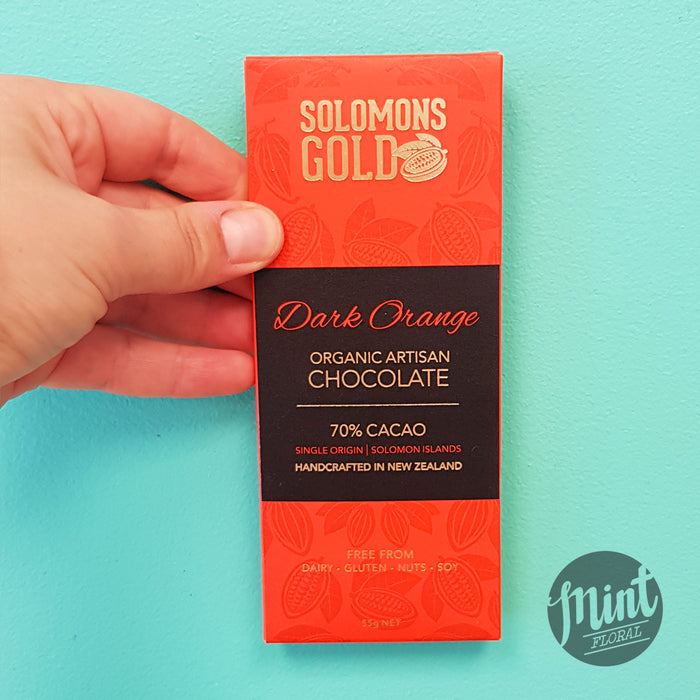 SOLOMONS
GOLD
Dark Orange
ORGANIC ARTISAN
CHOCOLATE
70% CACAO
SINGLE ORIGIN | SOLOMON ISLANDS
HANDCRAFTED IN NEW ZEALAND
FREE FROM
DAIRY - GLUTEN - NUTS - SOY
55g NET
Mint
FLORAL